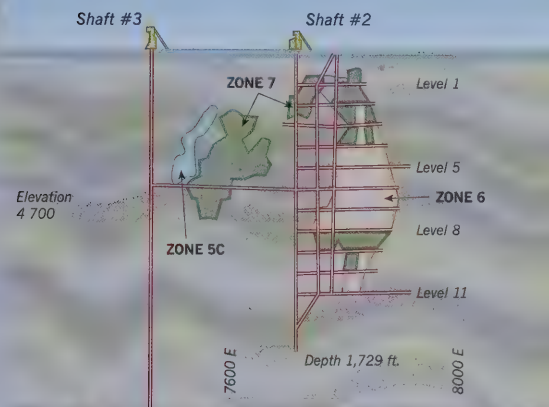 Shaft #3
Shaft #2
ZONE 7
Level 1
Level 5
Elevation
4 700
ZONE 6
Level 8
ZONE 5C
Level 11
Depth 1,729 ft.
7600 E
8000 E